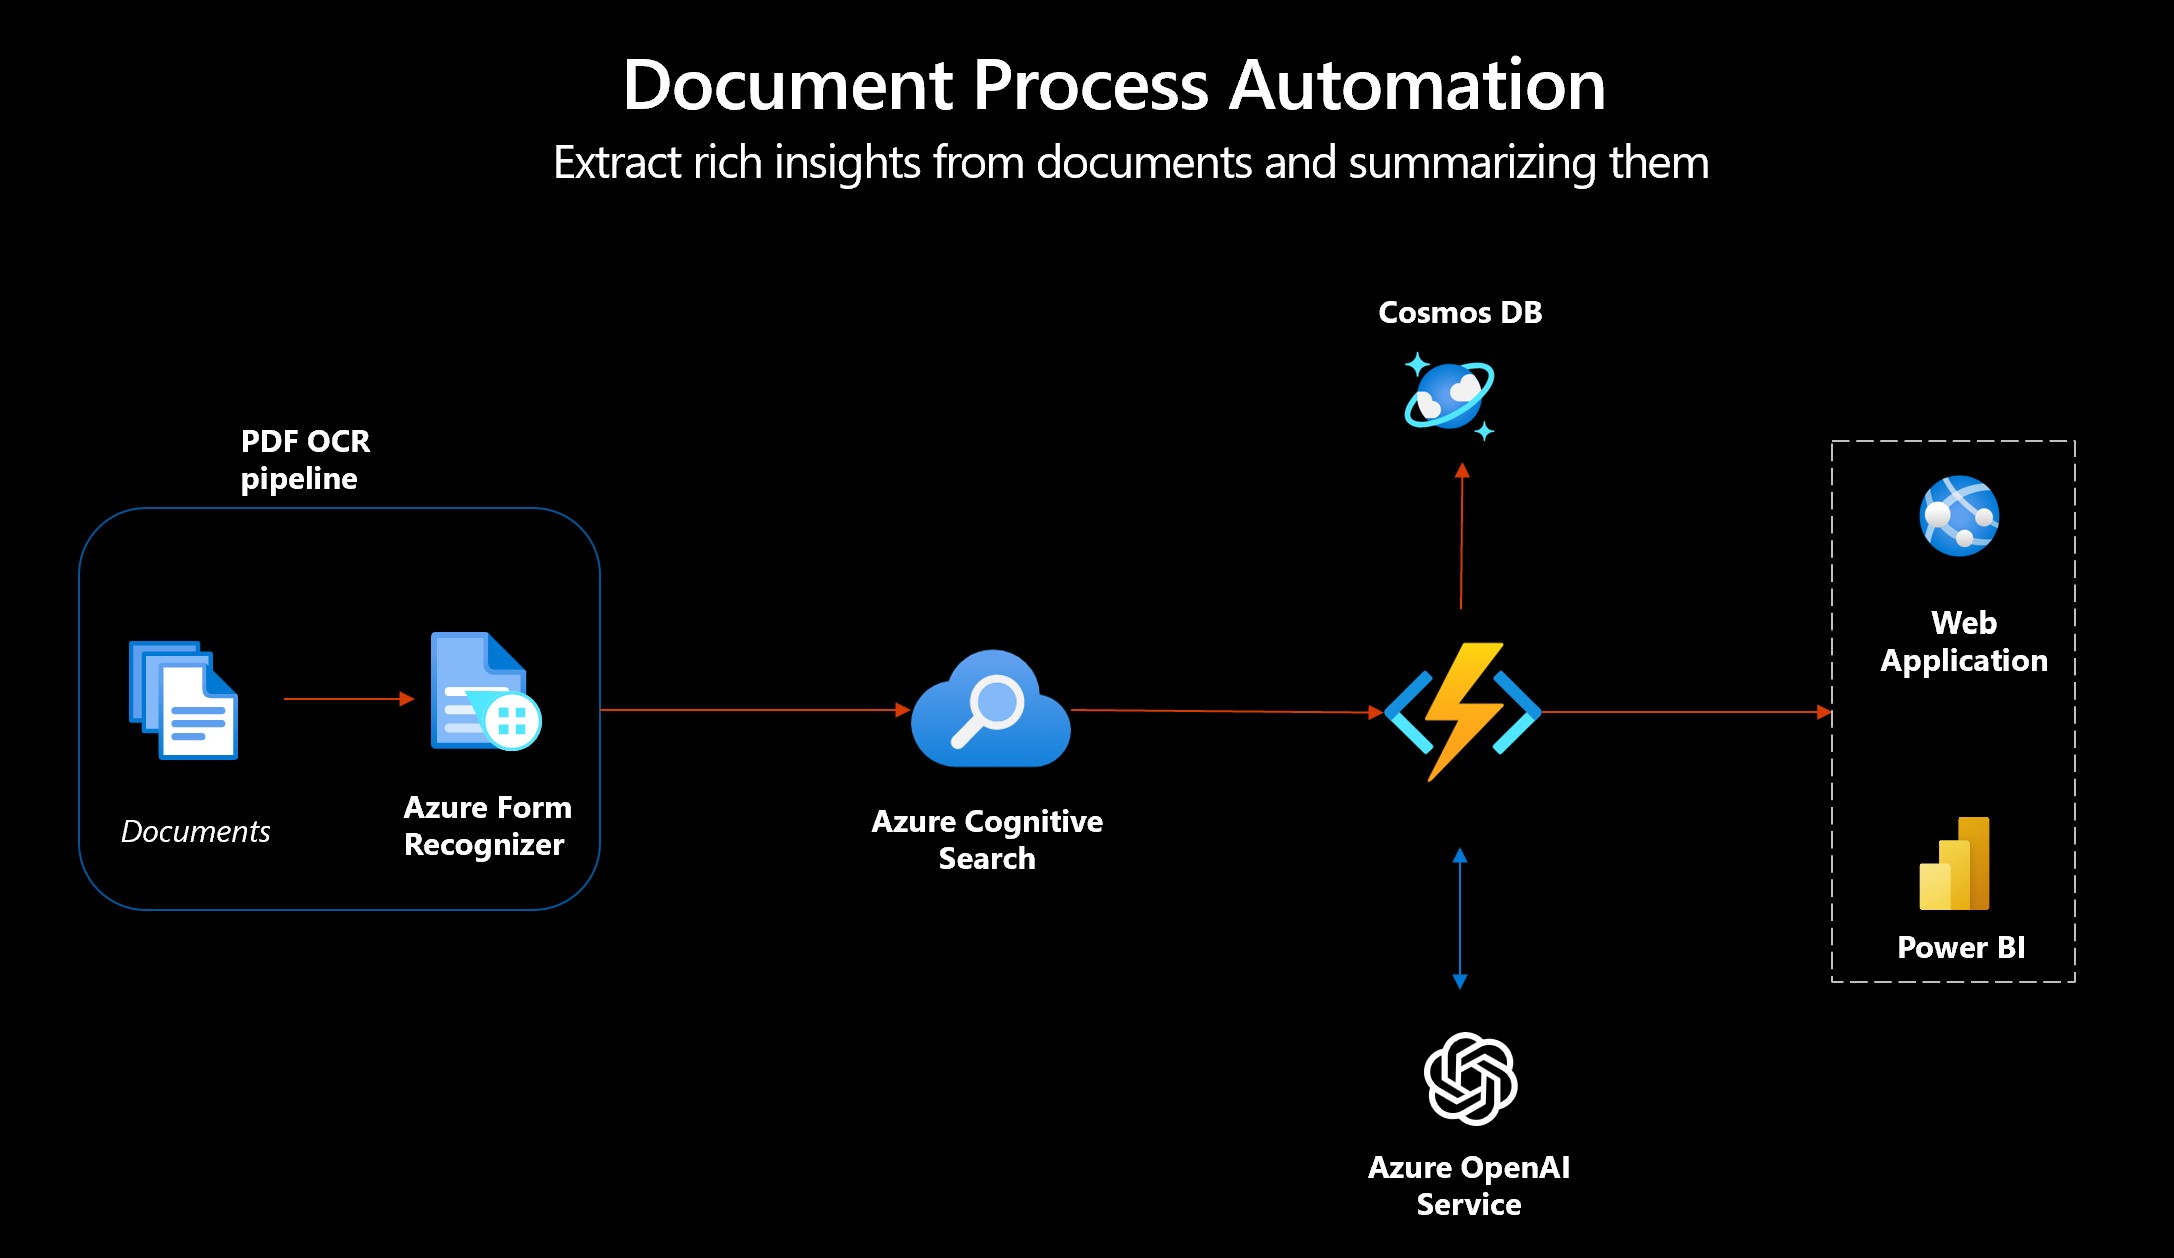 Document Process Automation
Extract rich insights from documents and summarizing them
Cosmos DB
PDF OCR
pipeline
Documents
Azure Form
Recognizer
Azure Cognitive
Search
Azure OpenAI
Service
Web
Application
Power BI